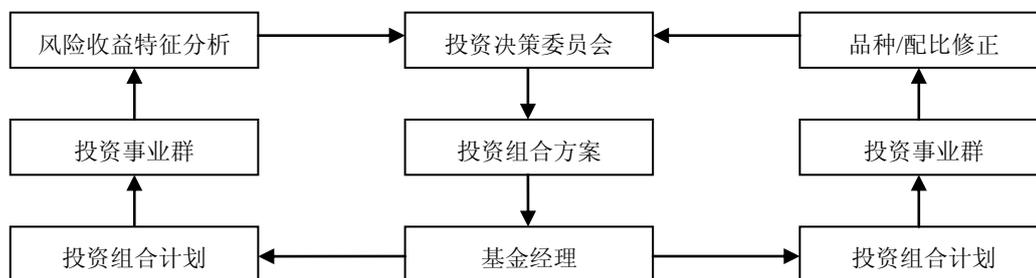 风险收益特征分析
投资决策委员会
品种/配比修正
投资事业群
投资组合方案
投资事业群
投资组合计划
基金经理
投资组合计划